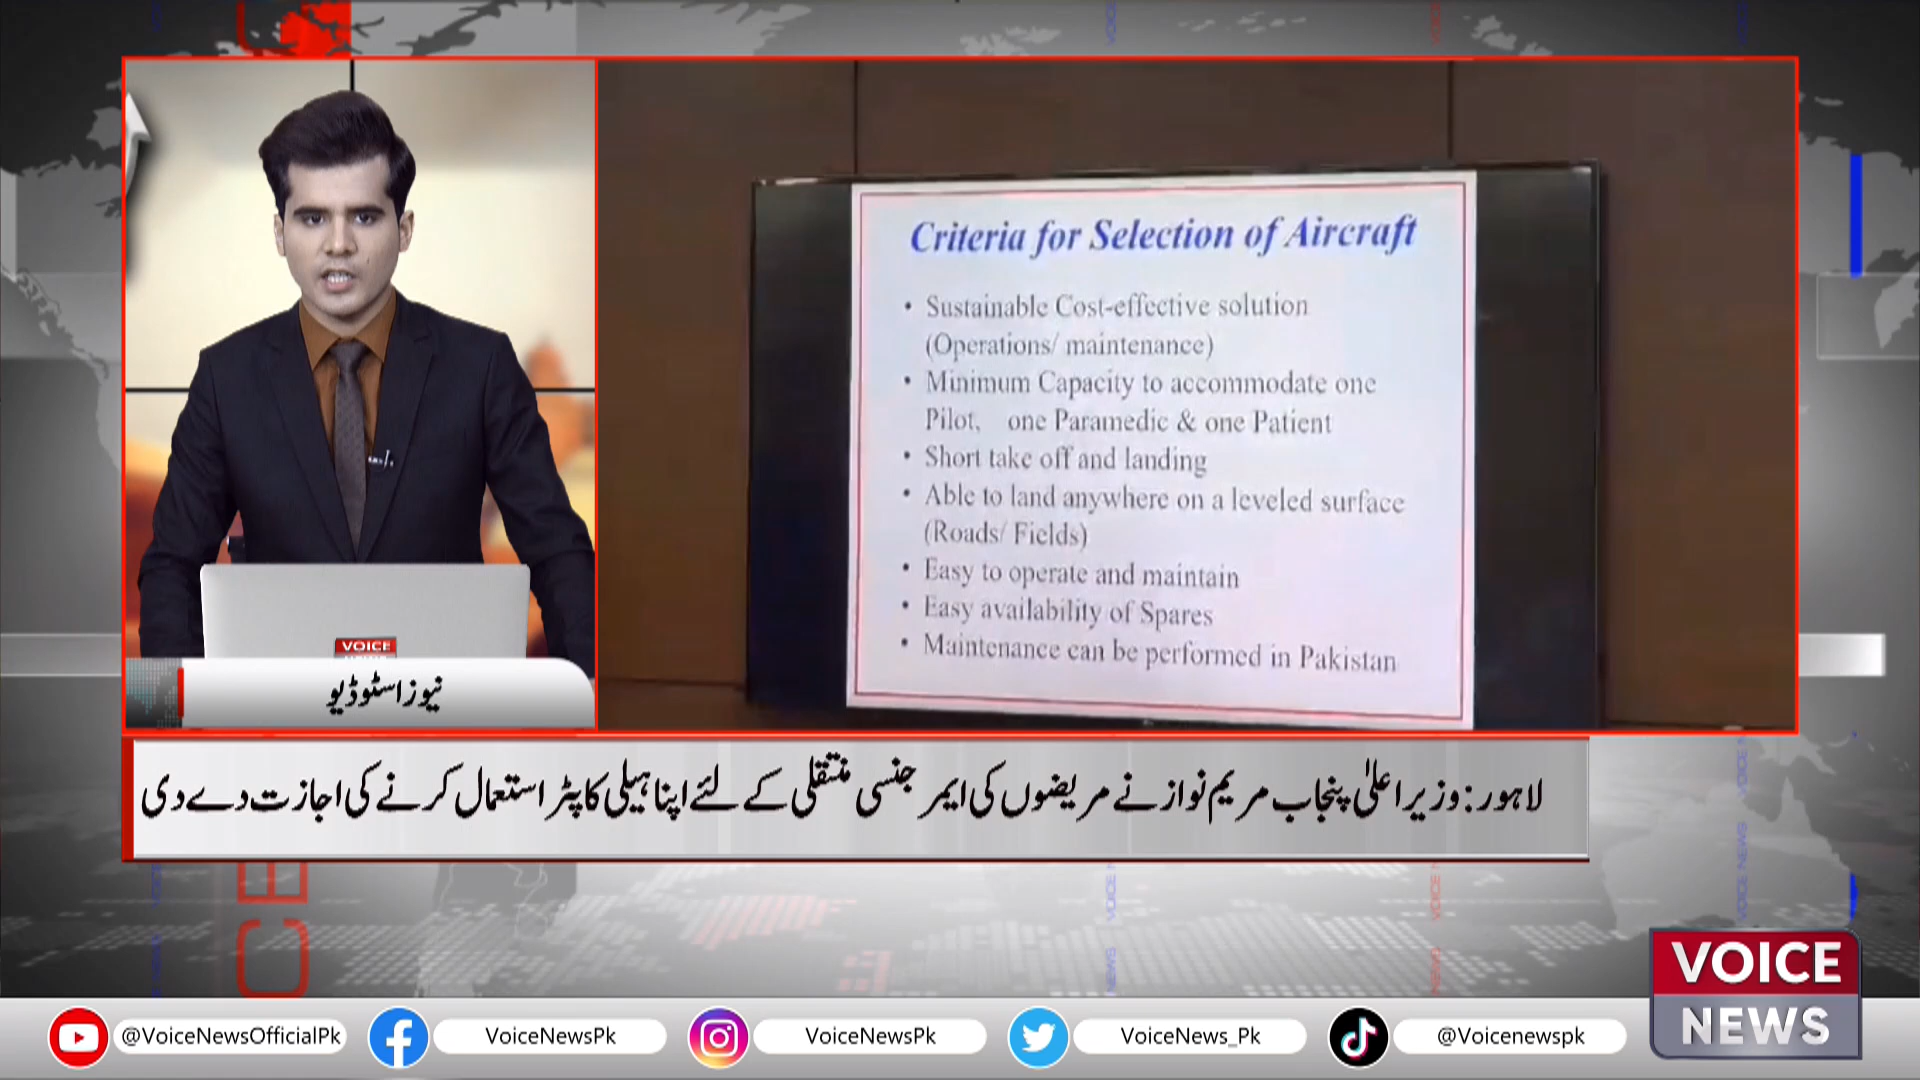 Criteria for Selection of Aircraft
• Sustainable Cost-effective solution
(Operations/ maintenance)
• Minimum Capacity to accommodate one
Pilot, one Paramedic & one Patient
• Short take off and landing
• Able to land anywhere on a leveled surface
(Roads/ Fields)
• Easy to operate and maintain
• Easy availability of Spares
• Maintenance can be performed in Pakistan
VOICE
نیوز اسٹوڈیو
لاہور: وزیر اعلیٰ پنجاب مریم نواز نے مریضوں کی ایمر جنسی منتقلی کے لئے اپنا ہیلی کاپٹر استعمال کرنے کی اجازت دے دی
VOICE
NEWS
@VoiceNewsOfficialPk
VoiceNewsPk
VoiceNewsPk
VoiceNews_Pk
@Voicenewspk